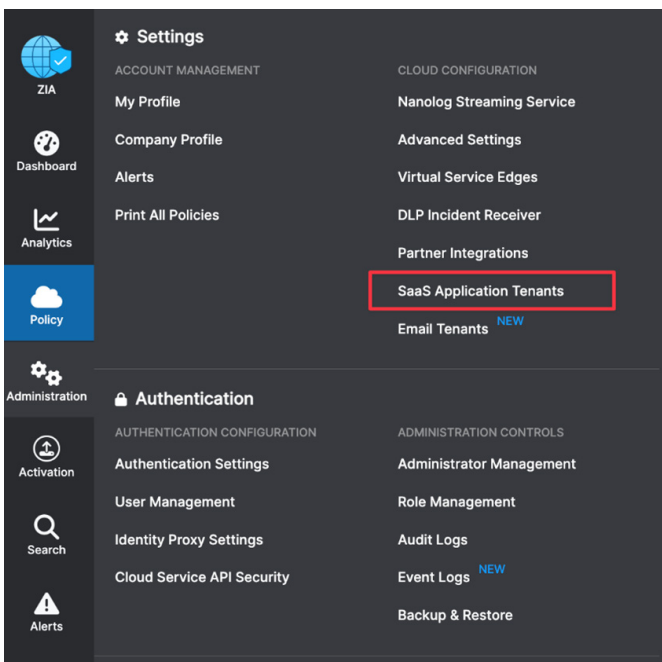 ZIA
Dashboard
Analytics
Policy
Administration
Activation
Search
Alerts
Settings
ACCOUNT MANAGEMENT
My Profile
Company Profile
Alerts
Print All Policies
CLOUD CONFIGURATION
Nanolog Streaming Service
Advanced Settings
Virtual Service Edges
DLP Incident Receiver
Partner Integrations
SaaS Application Tenants
Email Tenants NEW
Authentication
AUTHENTICATION CONFIGURATION
Authentication Settings
User Management
Identity Proxy Settings
Cloud Service API Security
ADMINISTRATION CONTROLS
Administrator Management
Role Management
Audit Logs
Event Logs NEW
Backup & Restore